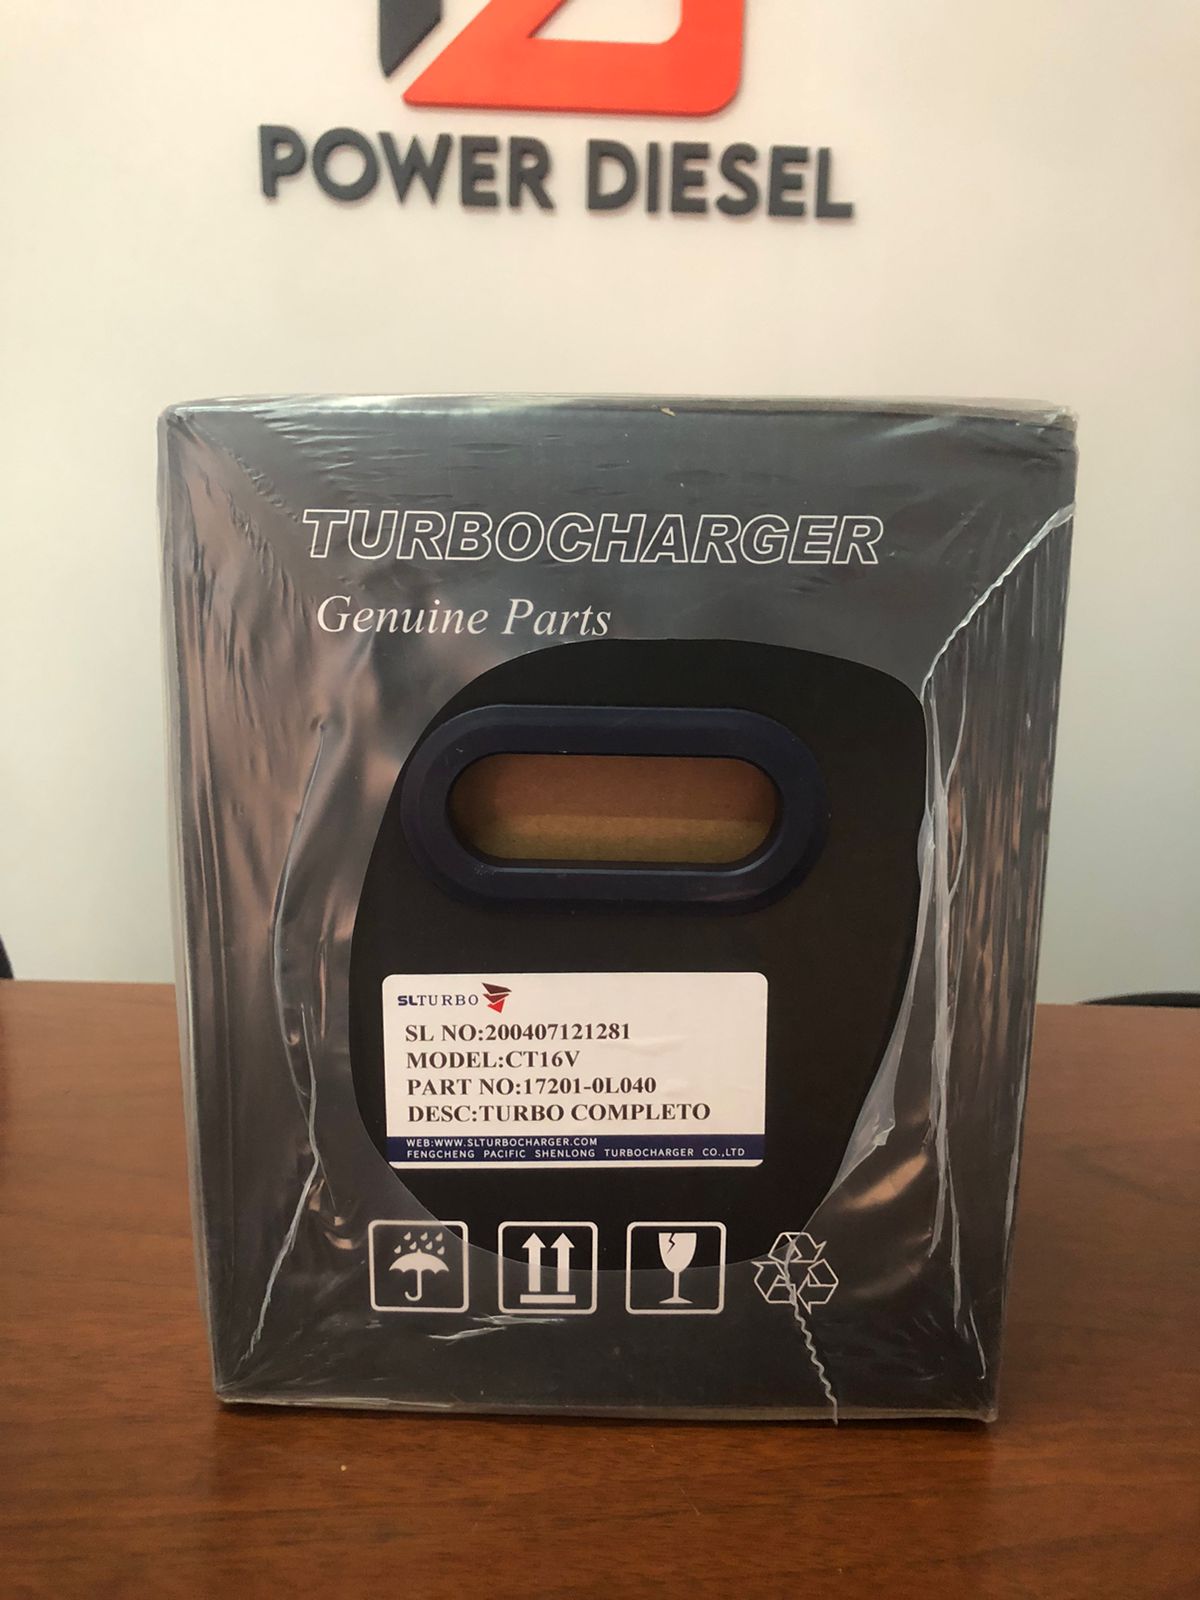 POWER DIESEL
TURBOCHARGER
Genuine Parts
SLTURBO
SL NO:200407121281
MODEL:CT16V
PART NO:17201-0L040
DESC:TURBO COMPLETO
WEB:WWW.SLTURBOCHARGER.COM
FENGCHENG PACIFIC SHENLONG TURBOCHARGER CO.,LTD